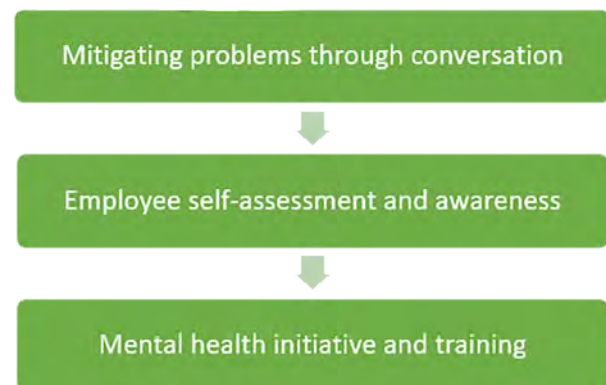 Mitigating problems through conversation
Employee self-assessment and awareness
Mental health initiative and training